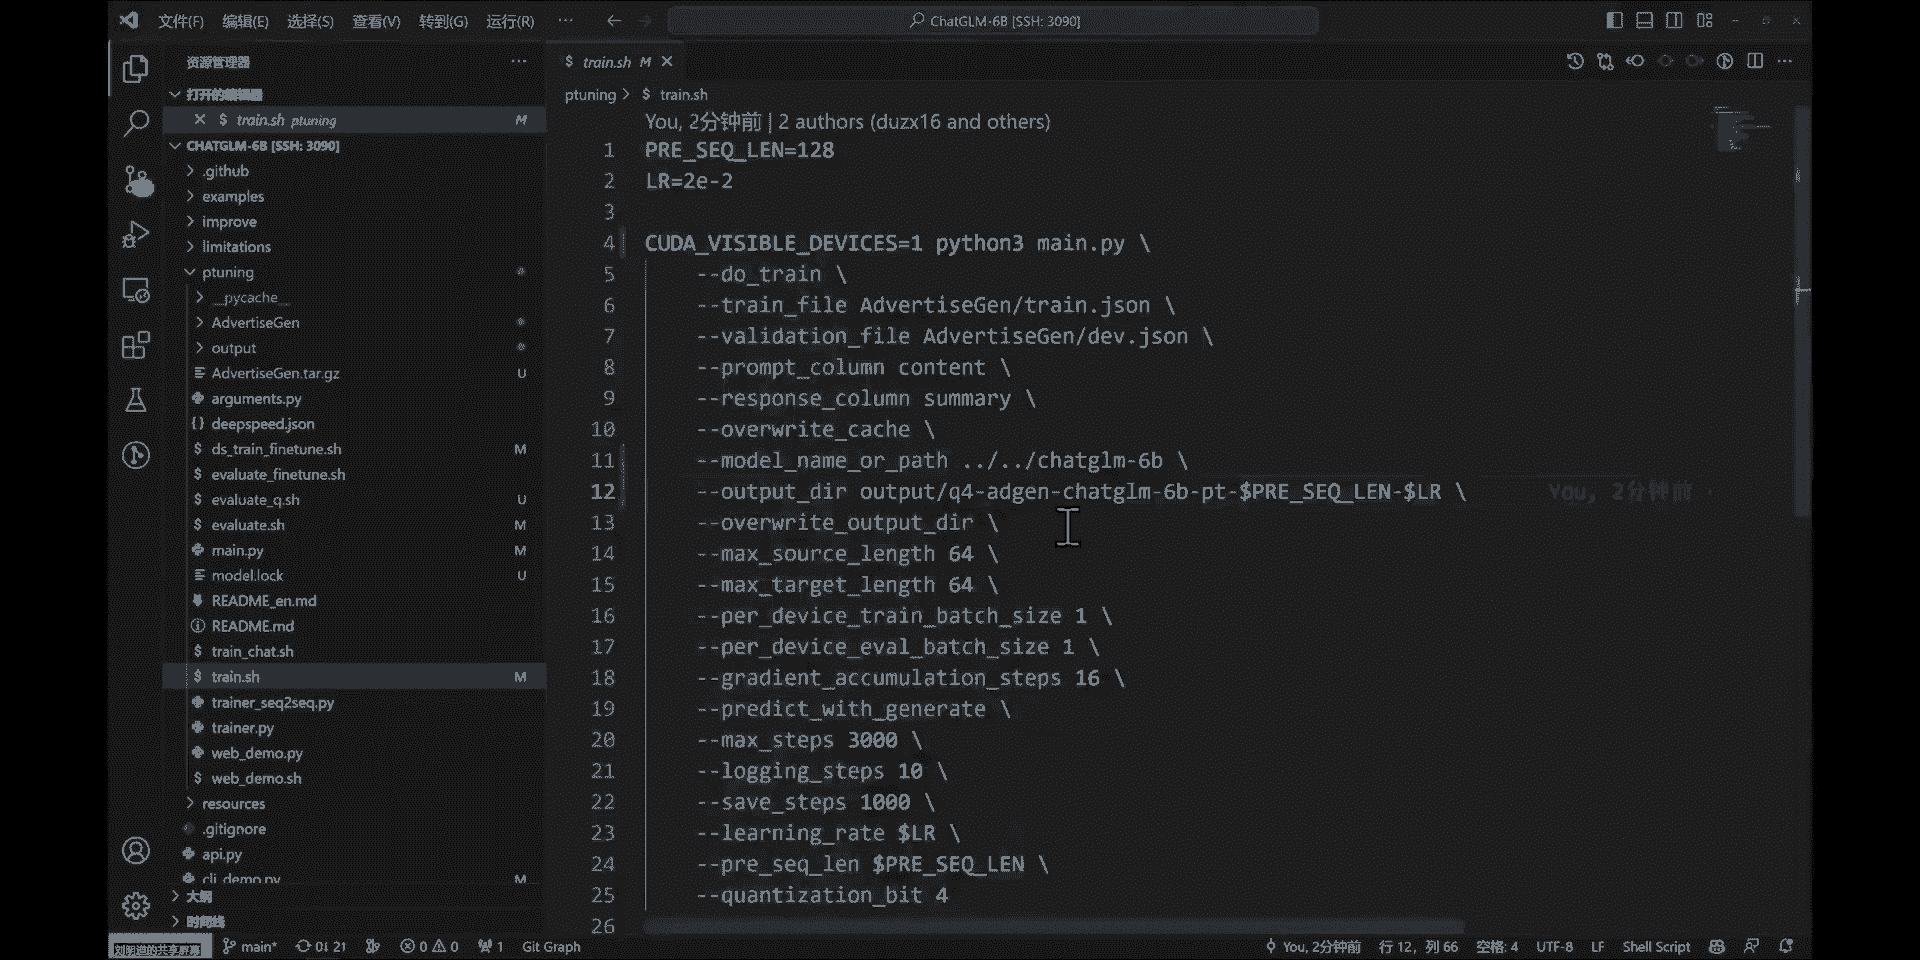 文件(F) 编辑(E) 选择(S) 查看(V) 转到(G) 运行(R) ··· ChatGLM-6B [SSH: 3090]
资源管理器 ···
打开的编辑器
$ train.sh ptuning M
CHATGLM-6B [SSH: 3090]
.github
examples
improve
limitations
ptuning
__pycache__
AdvertiseGen
output
AdvertiseGen.tar.gz U
arguments.py
{} deepspeed.json
$ ds_train_finetune.sh M
$ evaluate_finetune.sh
$ evaluate_q.sh U
$ evaluate.sh M
main.py M
model.lock U
README_en.md
README.md
$ train_chat.sh
$ train.sh M
trainer_seq2seq.py
trainer.py
web_demo.py
$ web_demo.sh
resources
.gitignore
api.py
cli_demo.py M
大纲
时间线
$ train.sh M
ptuning > $ train.sh
You, 2分钟前 | 2 authors (duzx16 and others)
1 PRE_SEQ_LEN=128
2 LR=2e-2
3
4 CUDA_VISIBLE_DEVICES=1 python3 main.py \
5 --do_train \
6 --train_file AdvertiseGen/train.json \
7 --validation_file AdvertiseGen/dev.json \
8 --prompt_column content \
9 --response_column summary \
10 --overwrite_cache \
11 --model_name_or_path ../../chatglm-6b \
12 --output_dir output/q4-adgen-chatglm-6b-pt-$PRE_SEQ_LEN-$LR \ You, 2分钟前 ·
13 --overwrite_output_dir \
14 --max_source_length 64 \
15 --max_target_length 64 \
16 --per_device_train_batch_size 1 \
17 --per_device_eval_batch_size 1 \
18 --gradient_accumulation_steps 16 \
19 --predict_with_generate \
20 --max_steps 3000 \
21 --logging_steps 10 \
22 --save_steps 1000 \
23 --learning_rate $LR \
24 --pre_seq_len $PRE_SEQ_LEN \
25 --quantization_bit 4
26
main* 0↓ 21↑ 0 0 1 Git Graph You, 2分钟前 行 12, 列 66 空格: 4 UTF-8 LF Shell Script